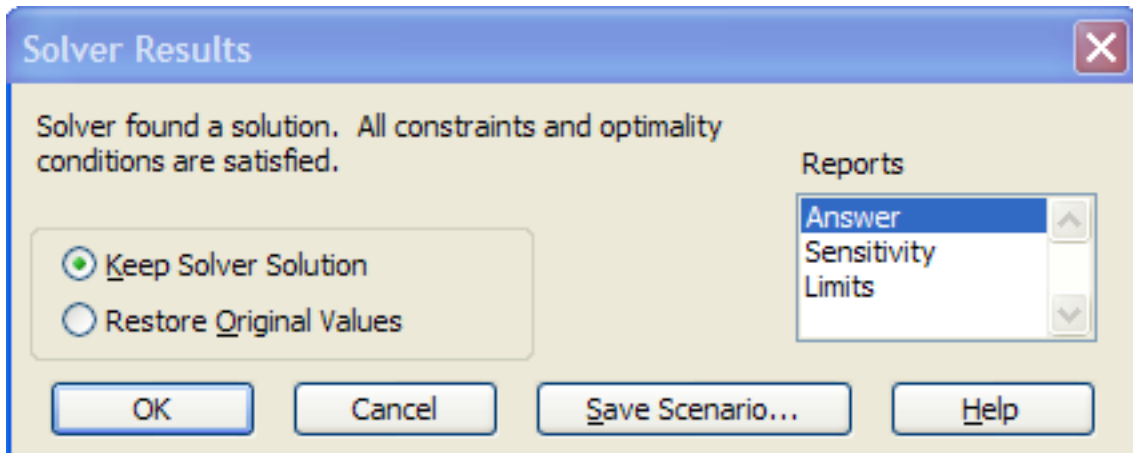 Solver Results
Solver found a solution.  All constraints and optimality
conditions are satisfied.
Reports
Answer
Sensitivity
Limits
Keep Solver Solution
Restore Original Values
OK
Cancel
Save Scenario...
Help